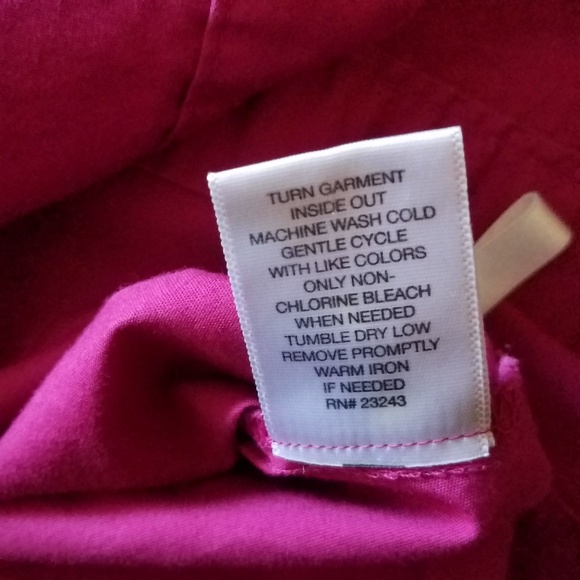 TURN GARMENT
INSIDE OUT
MACHINE WASH COLD
GENTLE CYCLE
WITH LIKE COLORS
ONLY NON-
CHLORINE BLEACH
WHEN NEEDED
TUMBLE DRY LOW
REMOVE PROMPTLY
WARM IRON
IF NEEDED
RN# 23243